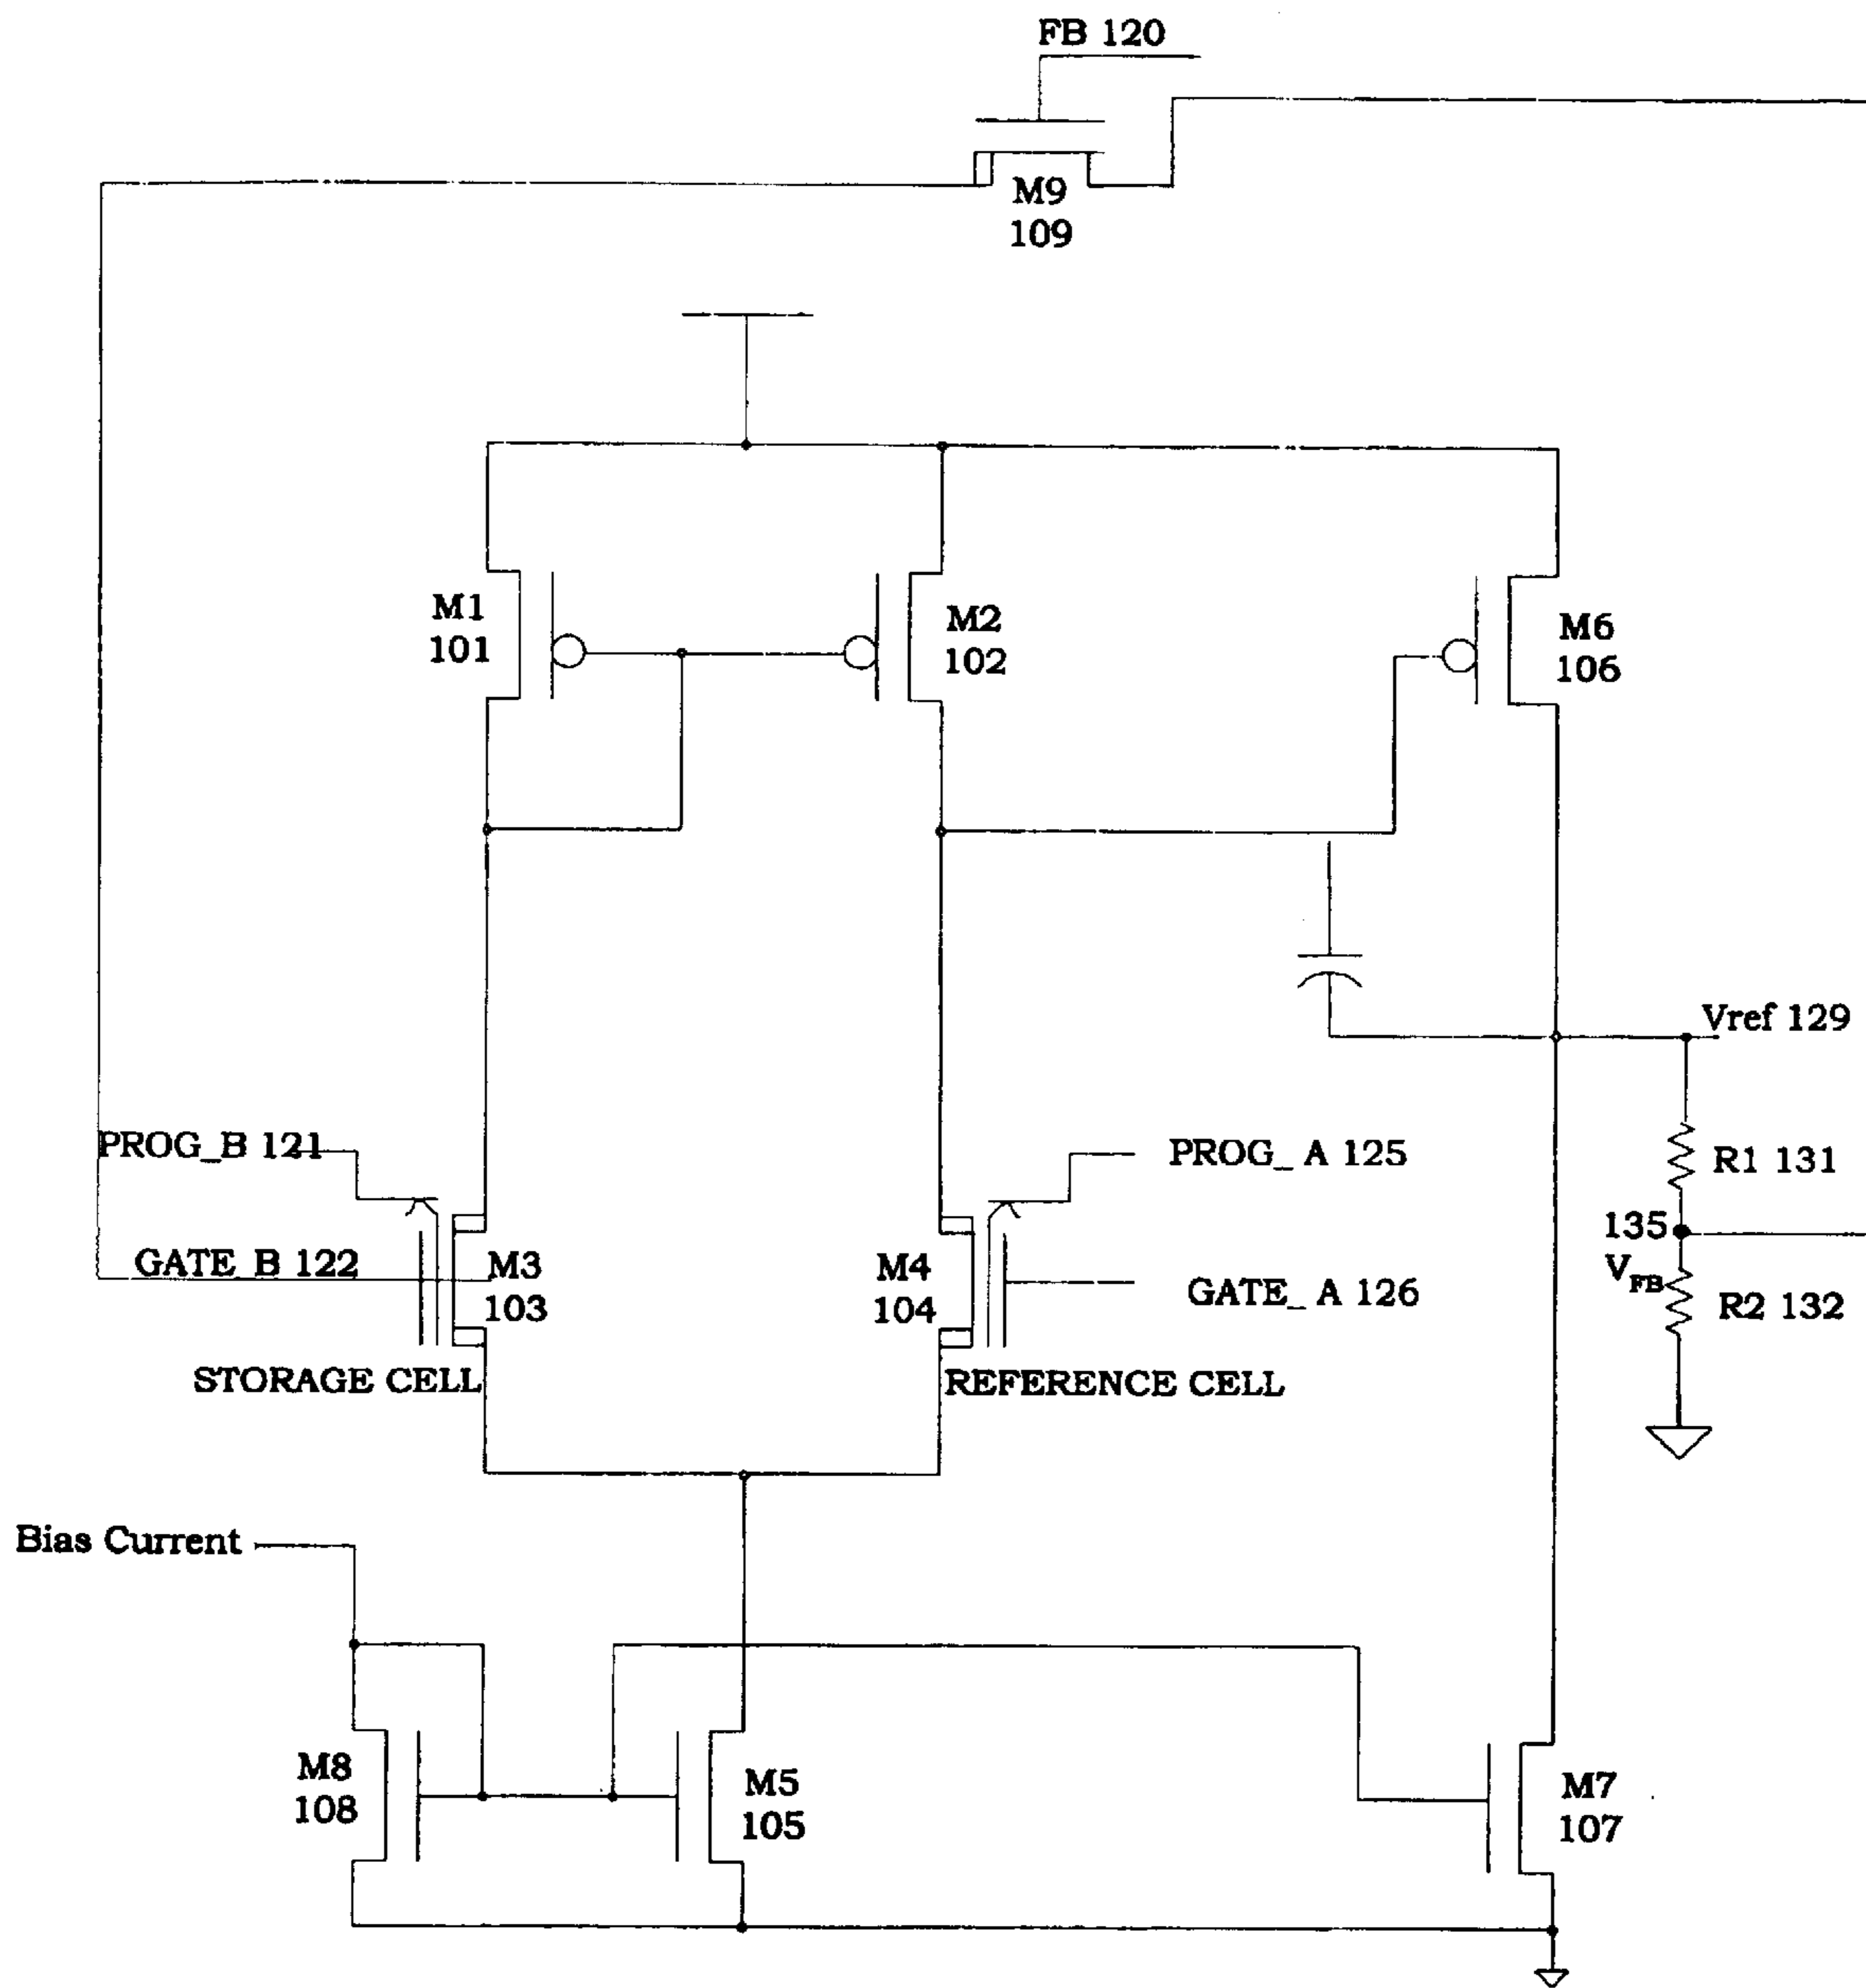 FB 120
M9
109
M1
101
M2
102
M6
106
Vref 129
PROG_B 121
PROG_ A 125
R1 131
135
V FB
GATE_B 122
M3
103
M4
104
GATE_ A 126
R2 132
STORAGE CELL
REFERENCE CELL
Bias Current
M8
108
M5
105
M7
107